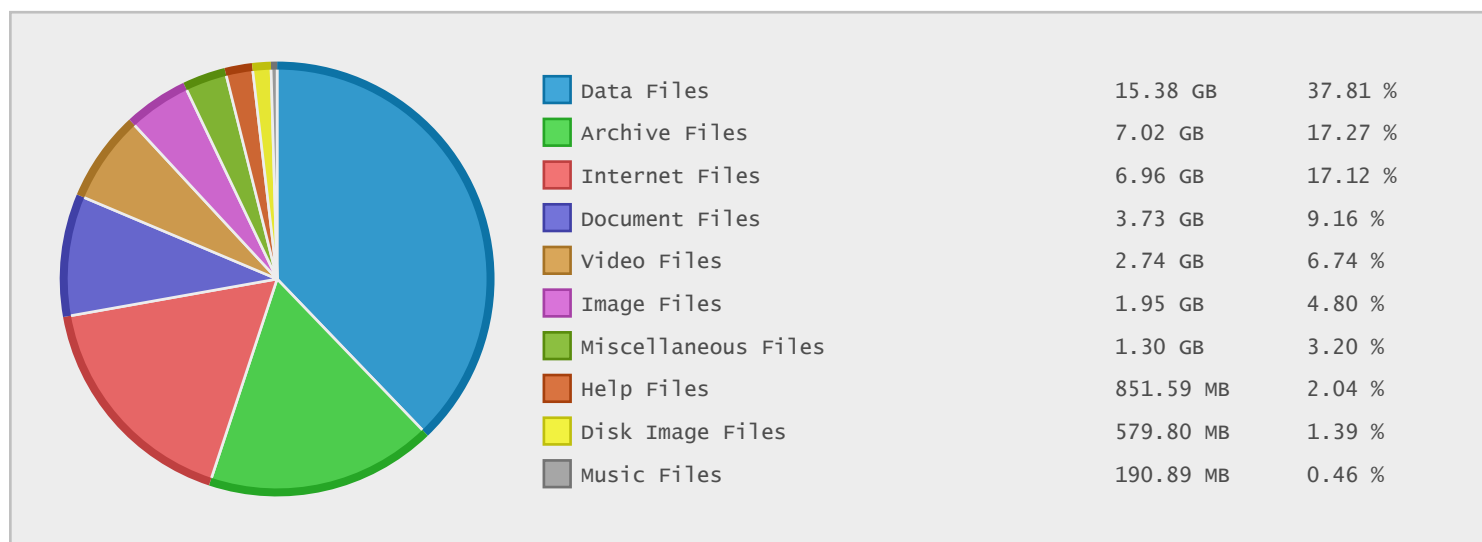 Data Files 15.38 GB 37.81 %
Archive Files 7.02 GB 17.27 %
Internet Files 6.96 GB 17.12 %
Document Files 3.73 GB 9.16 %
Video Files 2.74 GB 6.74 %
Image Files 1.95 GB 4.80 %
Miscellaneous Files 1.30 GB 3.20 %
Help Files 851.59 MB 2.04 %
Disk Image Files 579.80 MB 1.39 %
Music Files 190.89 MB 0.46 %